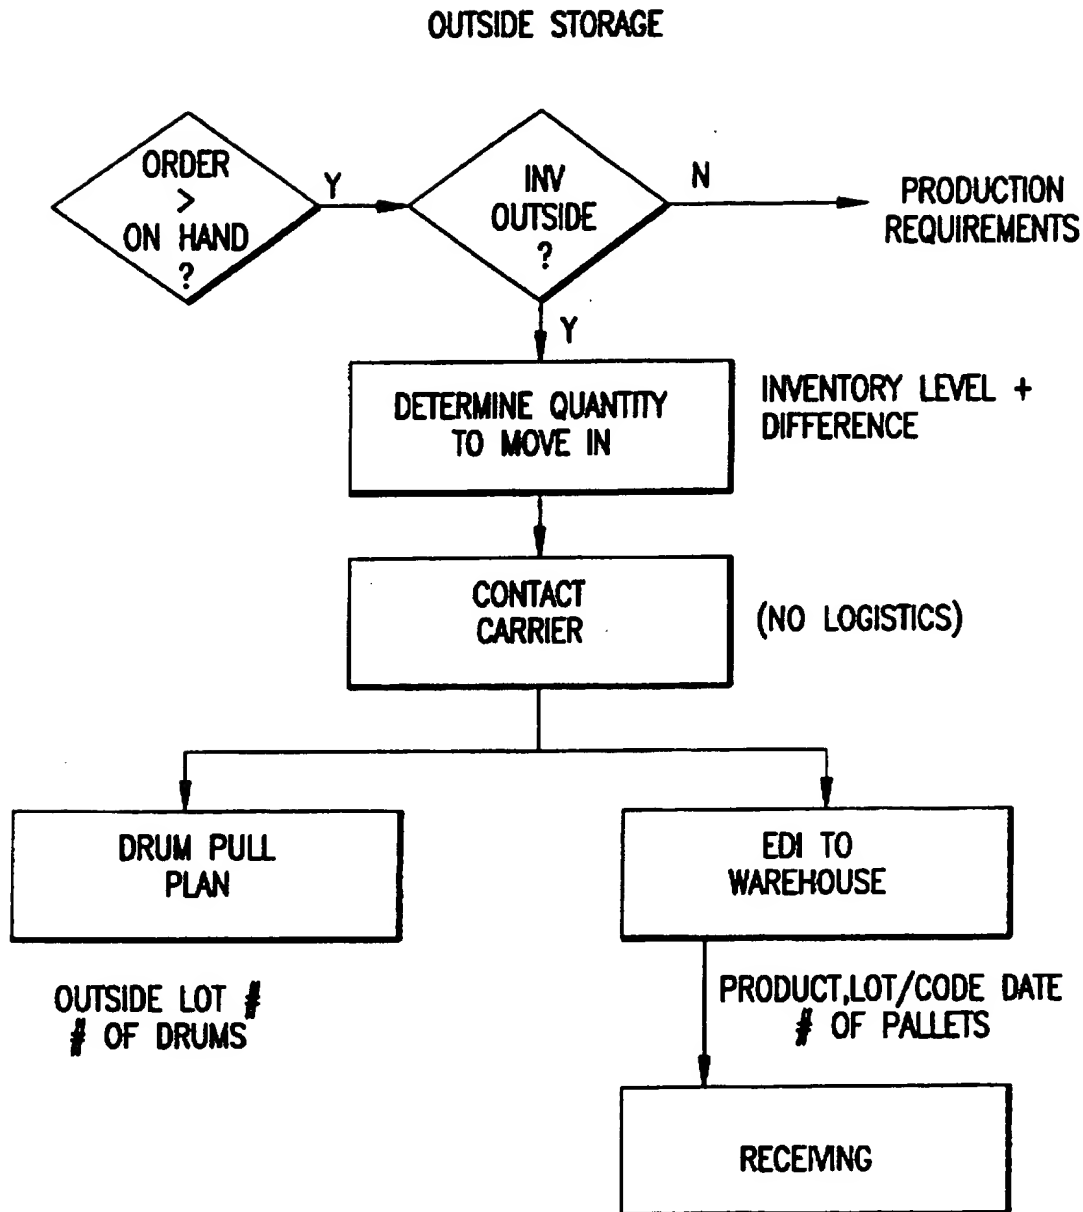 OUTSIDE STORAGE
ORDER
>
ON HAND
?
Y
INV
OUTSIDE
?
N
PRODUCTION
REQUIREMENTS
Y
DETERMINE QUANTITY
TO MOVE IN
INVENTORY LEVEL +
DIFFERENCE
CONTACT
CARRIER
(NO LOGISTICS)
DRUM PULL
PLAN
EDI TO
WAREHOUSE
OUTSIDE LOT #
# OF DRUMS
PRODUCT,LOT/CODE DATE
# OF PALLETS
RECEIVING